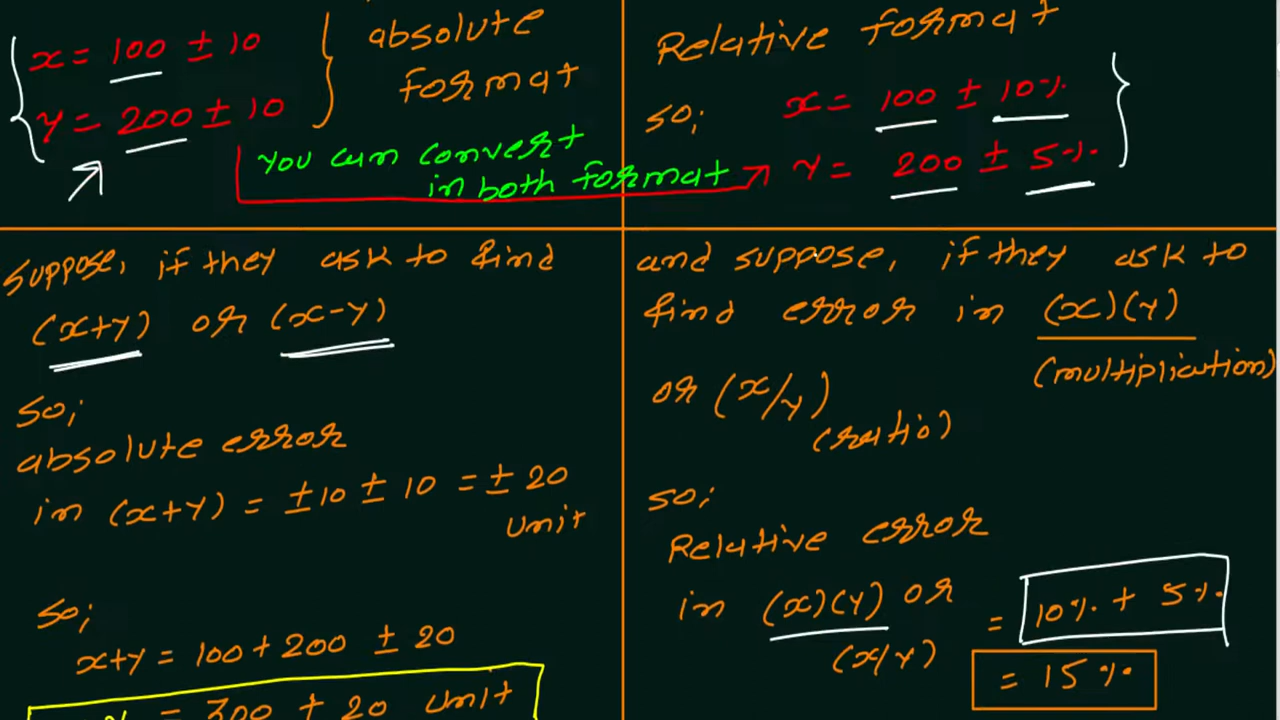 x = 100 ± 10
y = 200 ± 10
absolute
format
you can convert
in both format
Relative format
so;
x = 100 ± 10%
y = 200 ± 5%
suppose, if they ask to find
(x+y) or (x-y)
so;
absolute error
in (x+y) = ±10 ± 10 = ± 20
unit
so;
x+y = 100+200 ± 20
= 300 ± 20 unit
and suppose, if they ask to
find error in (x)(y)
(multiplication)
or (x/y)
(ratio)
so;
Relative error
in (x)(y) or
(x/y)
= 10% + 5%
= 15%